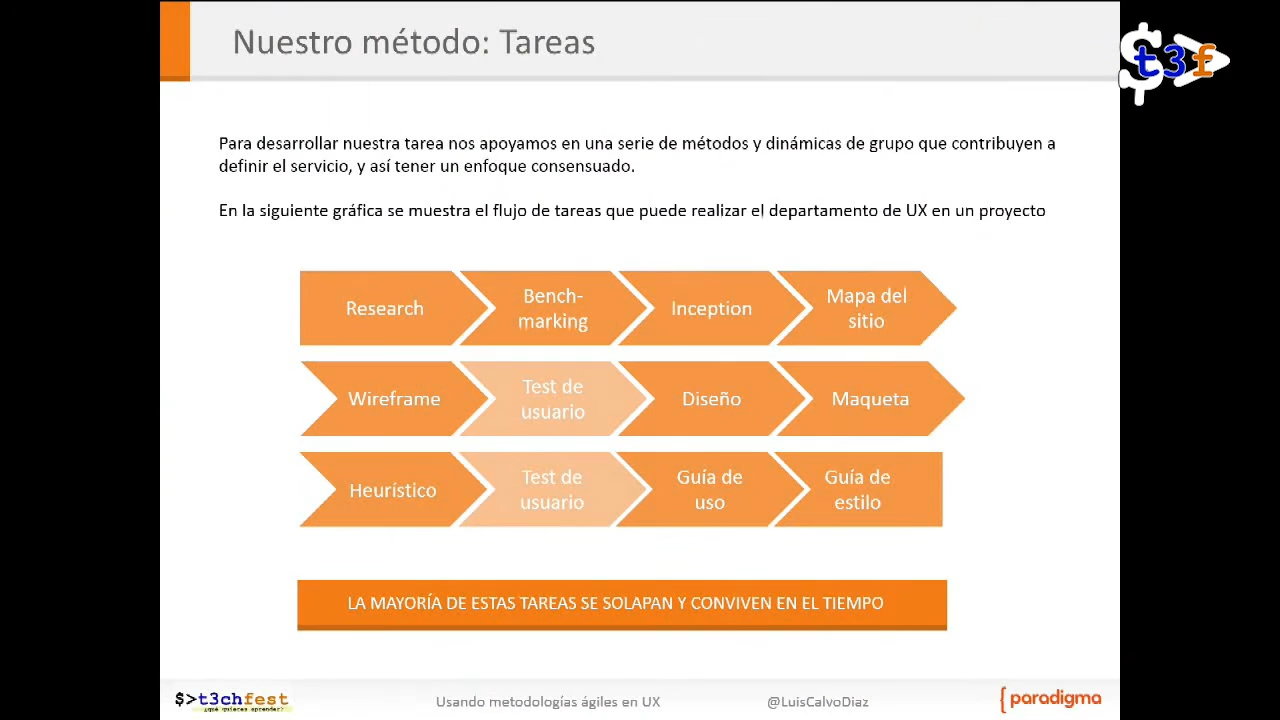 Nuestro método: Tareas
$ t3f
Para desarrollar nuestra tarea nos apoyamos en una serie de métodos y dinámicas de grupo que contribuyen a
definir el servicio, y así tener un enfoque consensuado.
En la siguiente gráfica se muestra el flujo de tareas que puede realizar el departamento de UX en un proyecto
Research
Bench-
marking
Inception
Mapa del
sitio
Wireframe
Test de
usuario
Diseño
Maqueta
Heurístico
Test de
usuario
Guía de
uso
Guía de
estilo
LA MAYORÍA DE ESTAS TAREAS SE SOLAPAN Y CONVIVEN EN EL TIEMPO
$>t3chfest
¿qué quieres aprender?
Usando metodologías ágiles en UX
@LuisCalvoDiaz
{paradigma